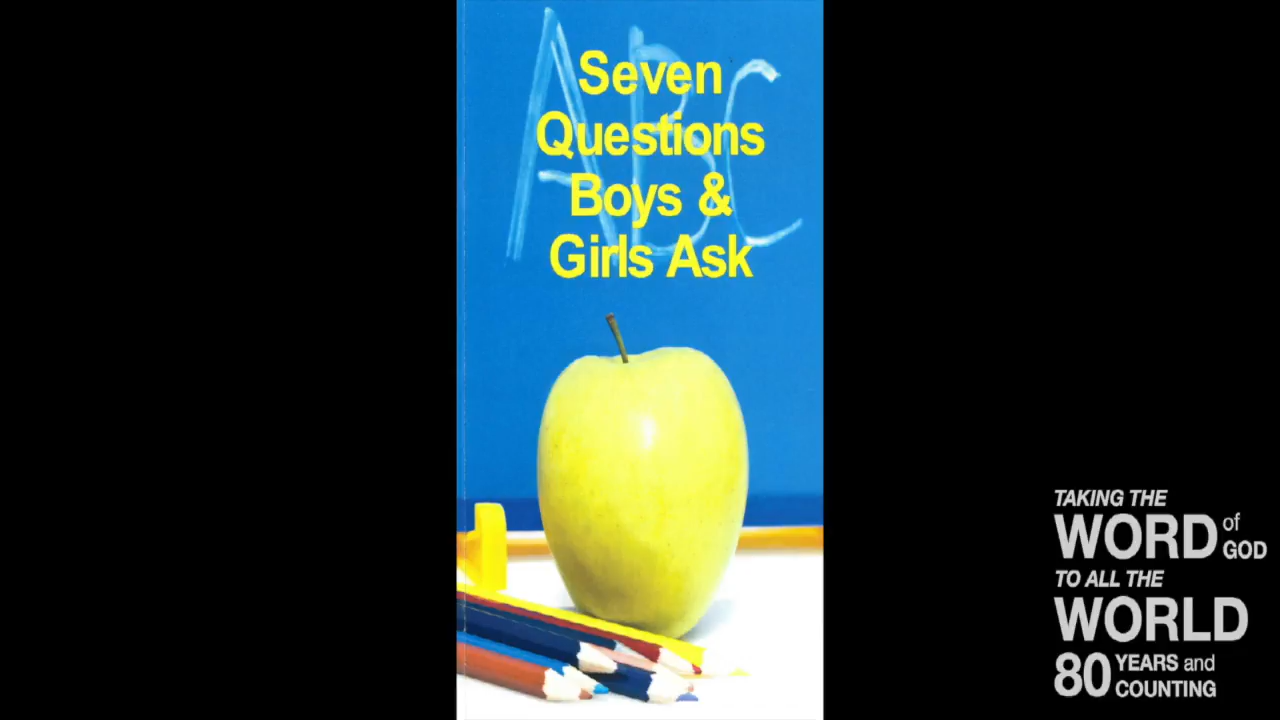 ABC
Seven
Questions
Boys &
Girls Ask
TAKING THE
WORD of GOD
TO ALL THE
WORLD
80 YEARS and
COUNTING